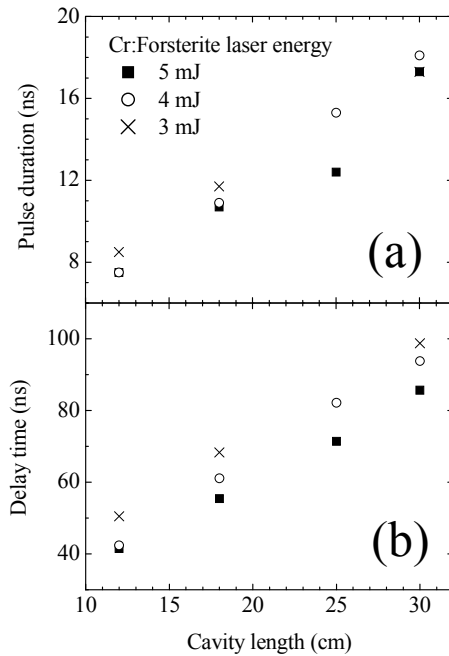 20
16
12
8
Pulse duration (ns)
Cr:Forsterite laser energy
5 mJ
4 mJ
3 mJ
(a)
100
80
60
40
Delay time (ns)
(b)
10 15 20 25 30
Cavity length (cm)